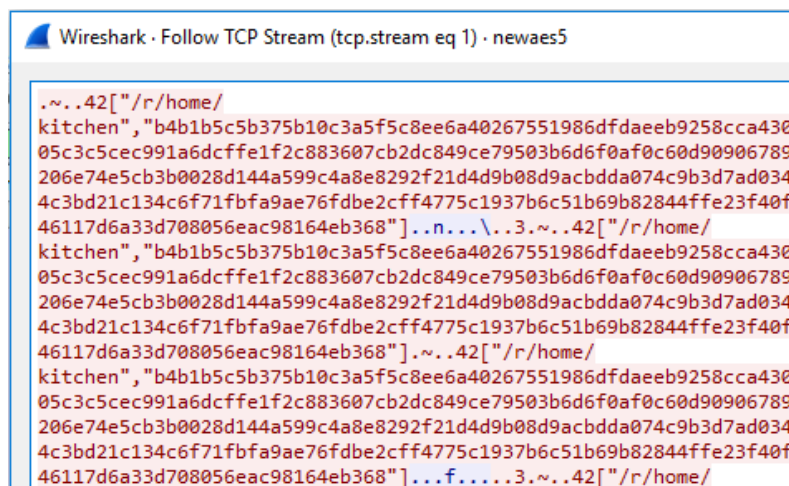 Wireshark · Follow TCP Stream (tcp.stream eq 1) · newaes5
.~..42["/r/home/
kitchen","b4b1b5c5b375b10c3a5f5c8ee6a40267551986dfdaeeb9258cca430
05c3c5cec991a6dcffe1f2c883607cb2dc849ce79503b6d6f0af0c60d90906789
206e74e5cb3b0028d144a599c4a8e8292f21d4d9b08d9acbdda074c9b3d7ad034
4c3bd21c134c6f71fbfa9ae76fdbe2cff4775c1937b6c51b69b82844ffe23f40f
46117d6a33d708056eac98164eb368"]..n...\..3.~..42["/r/home/
kitchen","b4b1b5c5b375b10c3a5f5c8ee6a40267551986dfdaeeb9258cca430
05c3c5cec991a6dcffe1f2c883607cb2dc849ce79503b6d6f0af0c60d90906789
206e74e5cb3b0028d144a599c4a8e8292f21d4d9b08d9acbdda074c9b3d7ad034
4c3bd21c134c6f71fbfa9ae76fdbe2cff4775c1937b6c51b69b82844ffe23f40f
46117d6a33d708056eac98164eb368"].~..42["/r/home/
kitchen","b4b1b5c5b375b10c3a5f5c8ee6a40267551986dfdaeeb9258cca430
05c3c5cec991a6dcffe1f2c883607cb2dc849ce79503b6d6f0af0c60d90906789
206e74e5cb3b0028d144a599c4a8e8292f21d4d9b08d9acbdda074c9b3d7ad034
4c3bd21c134c6f71fbfa9ae76fdbe2cff4775c1937b6c51b69b82844ffe23f40f
46117d6a33d708056eac98164eb368"]...f.....3.~..42["/r/home/